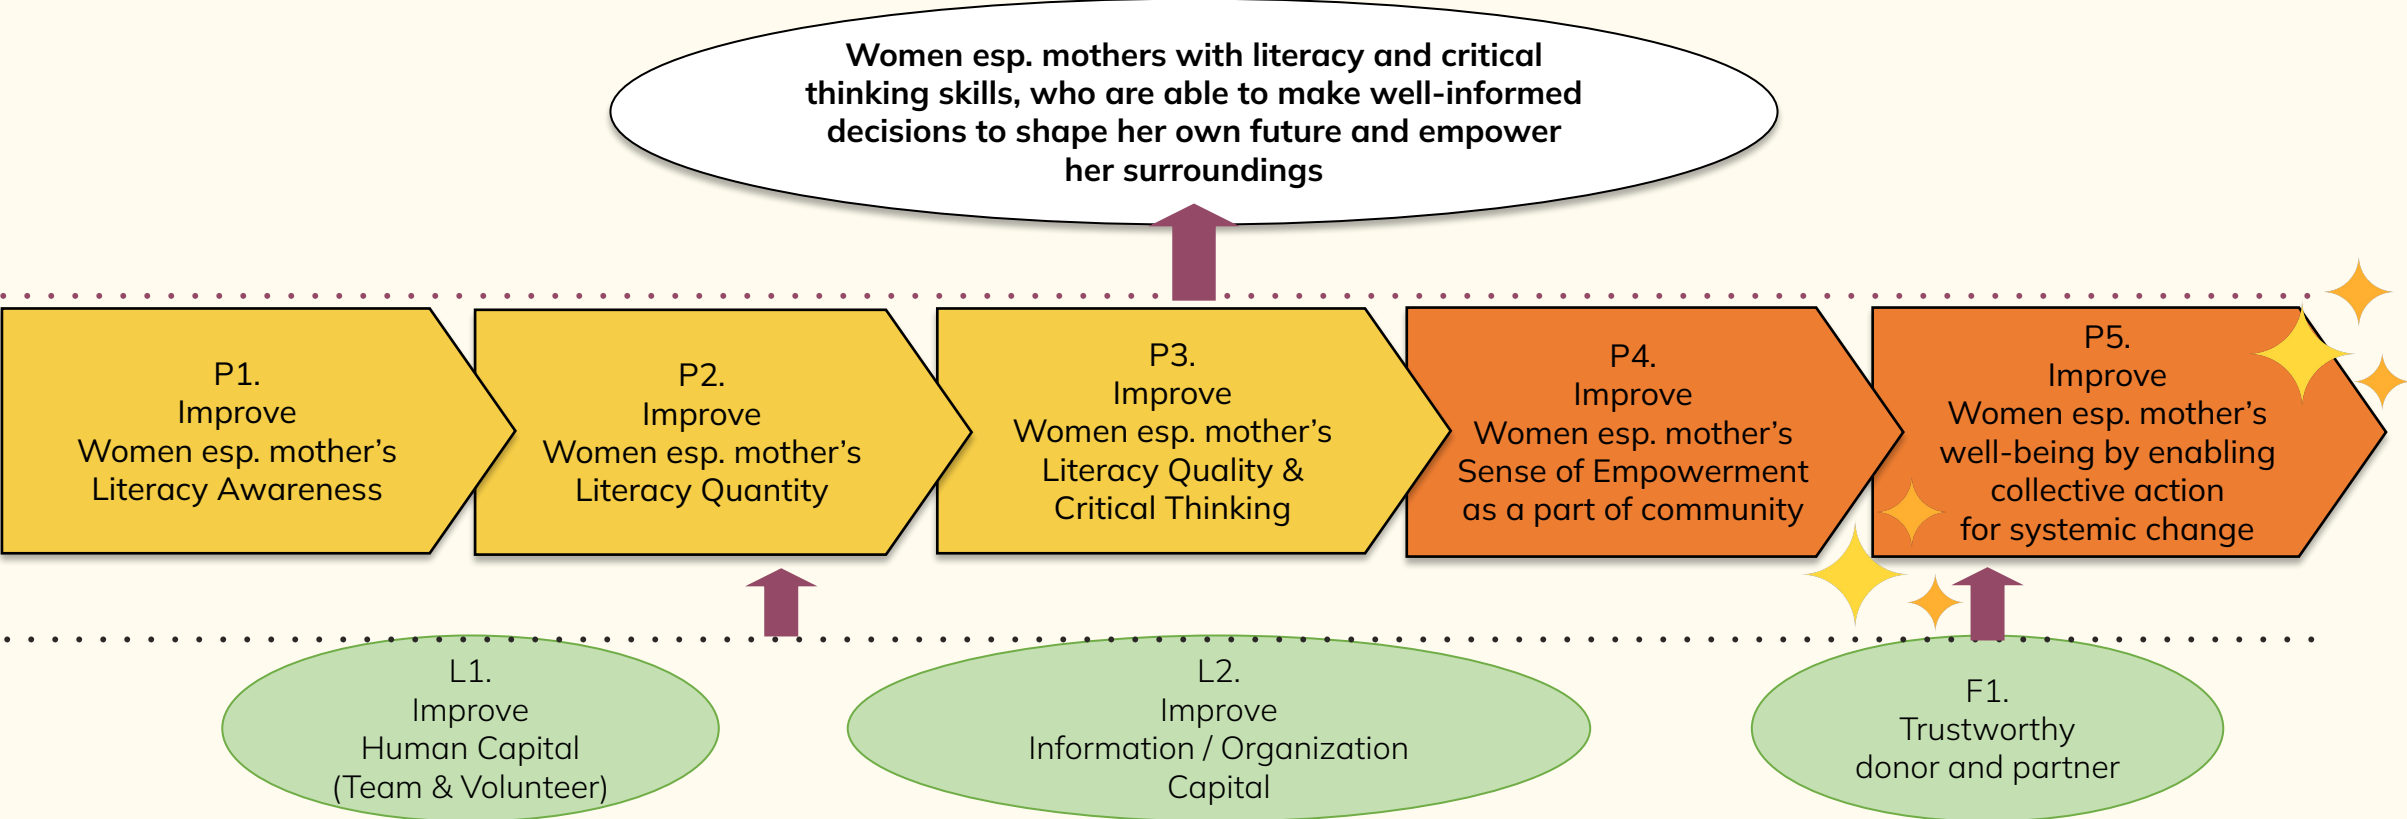 Women esp. mothers with literacy and critical
thinking skills, who are able to make well-informed
decisions to shape her own future and empower
her surroundings
P1.
Improve
Women esp. mother’s
Literacy Awareness
P2.
Improve
Women esp. mother’s
Literacy Quantity
P3.
Improve
Women esp. mother’s
Literacy Quality &
Critical Thinking
P4.
Improve
Women esp. mother’s
Sense of Empowerment
as a part of community
P5.
Improve
Women esp. mother’s
well-being by enabling
collective action
for systemic change
L1.
Improve
Human Capital
(Team & Volunteer)
L2.
Improve
Information / Organization
Capital
F1.
Trustworthy
donor and partner